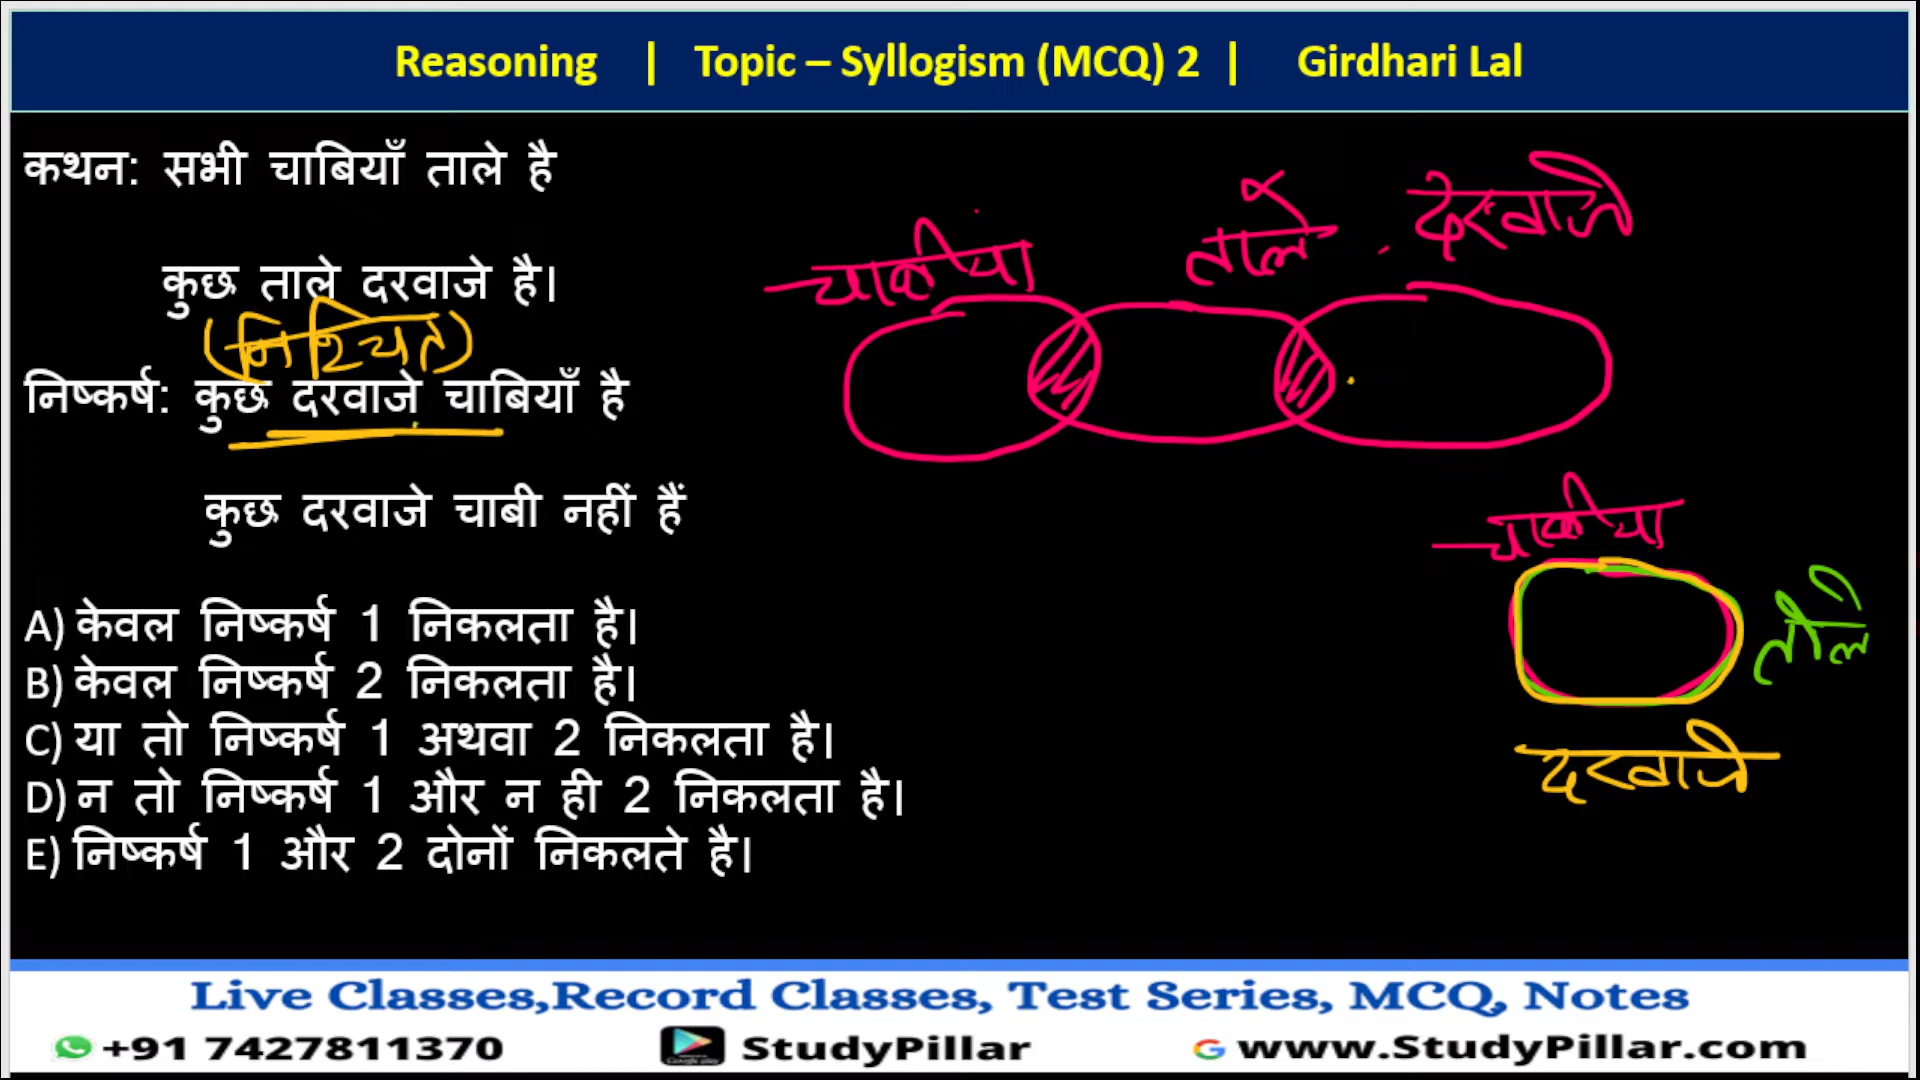 Reasoning | Topic – Syllogism (MCQ) 2 | Girdhari Lal
कथन: सभी चाबियाँ ताले है
कुछ ताले दरवाजे है।
(निश्चित)
निष्कर्ष: कुछ दरवाजे चाबियाँ है
कुछ दरवाजे चाबी नहीं हैं
A) केवल निष्कर्ष 1 निकलता है।
B) केवल निष्कर्ष 2 निकलता है।
C) या तो निष्कर्ष 1 अथवा 2 निकलता है।
D) न तो निष्कर्ष 1 और न ही 2 निकलता है।
E) निष्कर्ष 1 और 2 दोनों निकलते है।
चाबीया ताले दरवाजे
चाबीया
ताले
दरवाजे
Live Classes,Record Classes, Test Series, MCQ, Notes
+91 7427811370 StudyPillar www.StudyPillar.com